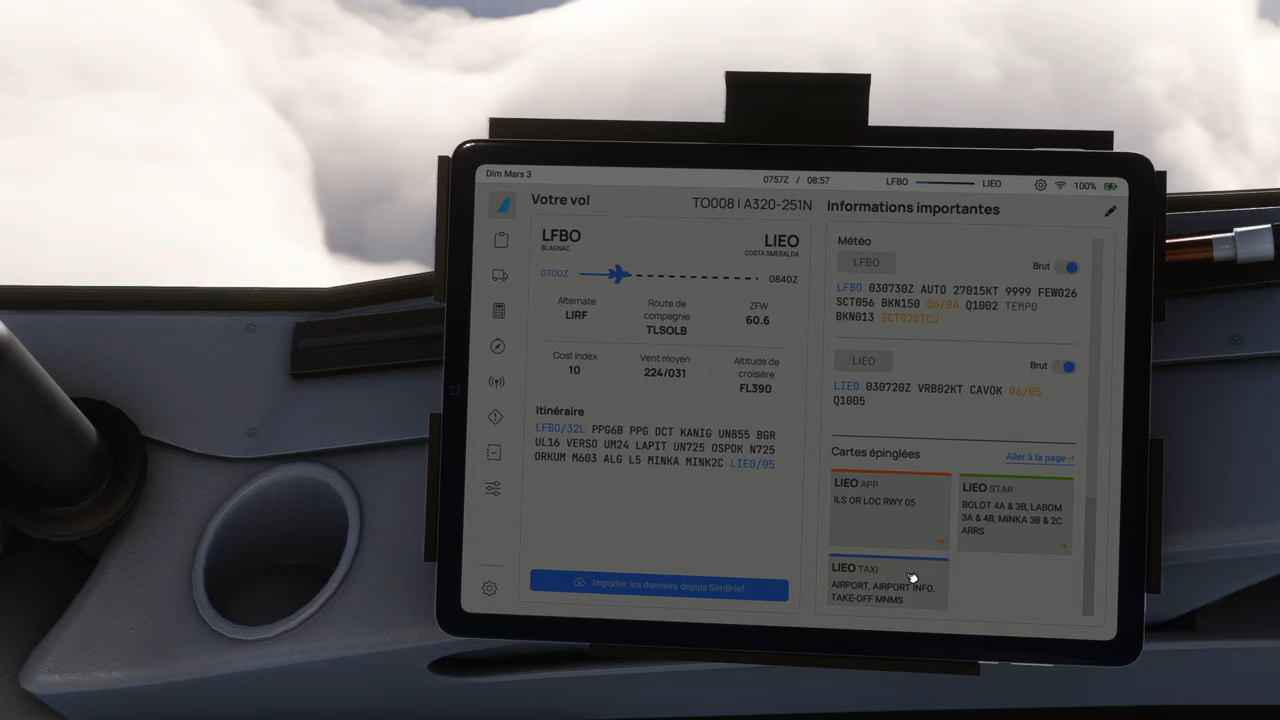 Dim Mars 3
0757Z / 08:57
LFBO
LIEO
100%
Votre vol
TO008 | A320-251N
LFBO
BLAGNAC
LIEO
COSTA SMERALDA
0700Z
0840Z
Alternate
LIRF
Route de
compagnie
TLSOLB
ZFW
60.6
Cost Index
10
Vent moyen
224/031
Altitude de
croisière
FL390
Itinéraire
LFBO/32L PPG6B PPG DCT KANIG UN855 BGR
UL16 VERSO UM24 LAPIT UN725 OSPOK N725
ORKUM M603 ALG L5 MINKA MINK2C LIEO/05
Importer les données depuis SimBrief
Informations importantes
Météo
LFBO
Brut
LFBO 030730Z AUTO 27015KT 9999 FEW026
SCT056 BKN150 06/04 Q1002 TEMPO
BKN013 SCT020TCU
LIEO
Brut
LIEO 030720Z VRB02KT CAVOK 06/05
Q1005
Cartes épinglées
Aller à la page
LIEO APP
ILS OR LOC RWY 05
LIEO STAR
BOLOT 4A & 3B, LABOM
3A & 4B, MINKA 3B & 2C
ARRS
LIEO TAXI
AIRPORT, AIRPORT INFO,
TAKE-OFF MNMS